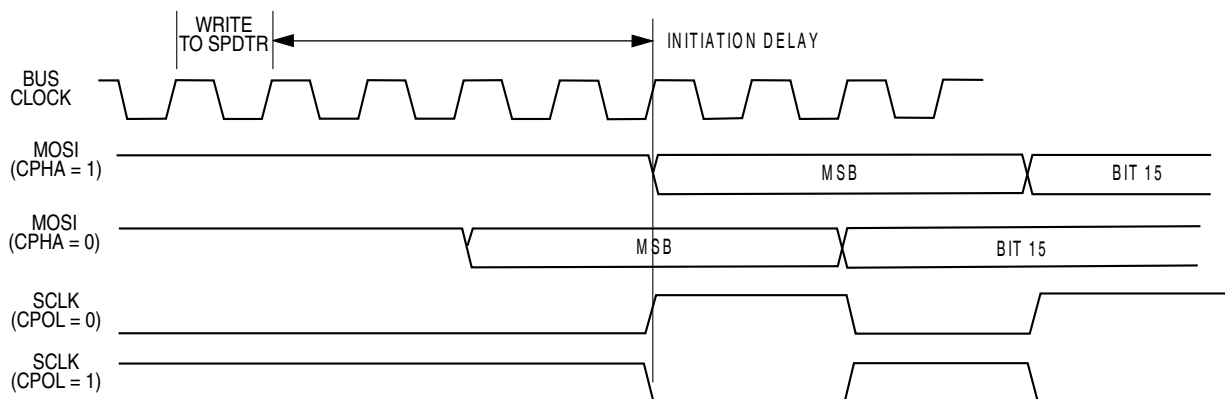 WRITE
TO SPDTR
INITIATION DELAY
BUS
CLOCK
MOSI
(CPHA = 1)
MSB
BIT 15
MOSI
(CPHA = 0)
MSB
BIT 15
SCLK
(CPOL = 0)
SCLK
(CPOL = 1)